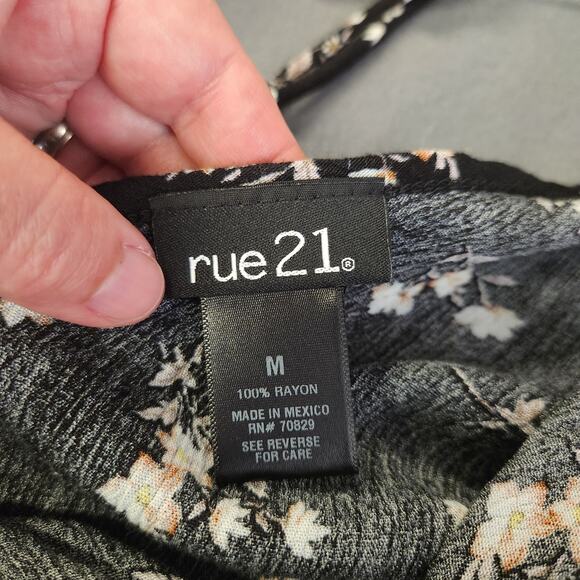 rue21®
M
100% RAYON
MADE IN MEXICO
RN# 70829
SEE REVERSE
FOR CARE